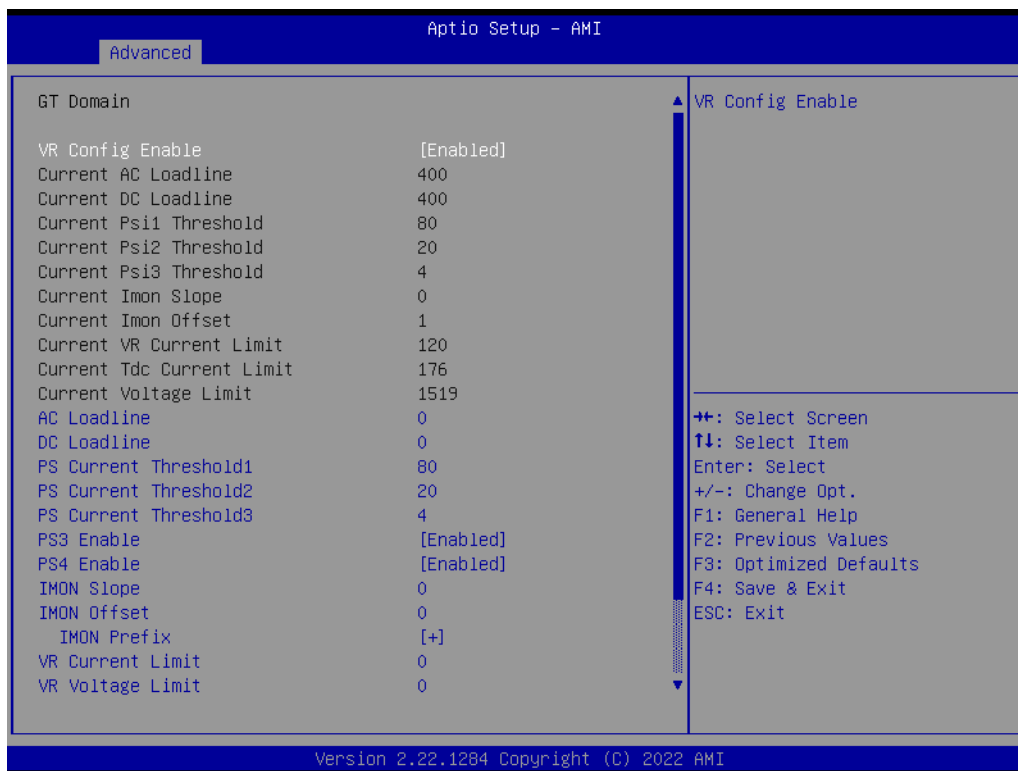 Aptio Setup – AMI
Advanced
GT Domain
VR Config Enable [Enabled]
Current AC Loadline 400
Current DC Loadline 400
Current Psi1 Threshold 80
Current Psi2 Threshold 20
Current Psi3 Threshold 4
Current Imon Slope 0
Current Imon Offset 1
Current VR Current Limit 120
Current Tdc Current Limit 176
Current Voltage Limit 1519
AC Loadline 0
DC Loadline 0
PS Current Threshold1 80
PS Current Threshold2 20
PS Current Threshold3 4
PS3 Enable [Enabled]
PS4 Enable [Enabled]
IMON Slope 0
IMON Offset 0
IMON Prefix [+]
VR Current Limit 0
VR Voltage Limit 0
VR Config Enable
→←: Select Screen
↑↓: Select Item
Enter: Select
+/-: Change Opt.
F1: General Help
F2: Previous Values
F3: Optimized Defaults
F4: Save & Exit
ESC: Exit
Version 2.22.1284 Copyright (C) 2022 AMI